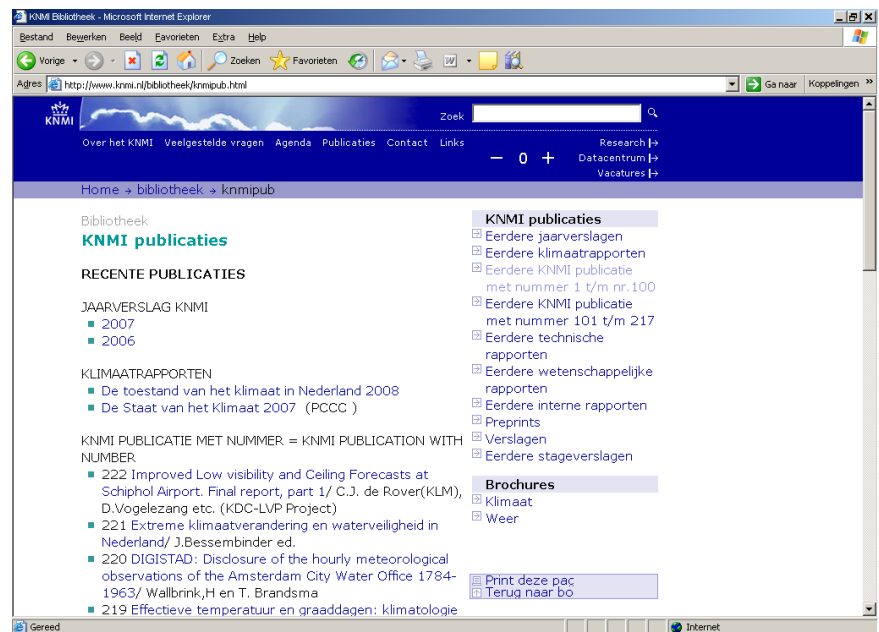 KNMI Bibliotheek - Microsoft Internet Explorer
Bestand Bewerken Beeld Favorieten Extra Help
Vorige Zoeken Favorieten
Adres http://www.knmi.nl/bibliotheek/knmipub.html Ga naar Koppelingen »
KNMI
Zoek
Over het KNMI Veelgestelde vragen Agenda Publicaties Contact Links
— 0 +
Research
Datacentrum
Vacatures
Home → bibliotheek → knmipub
Bibliotheek
KNMI publicaties
RECENTE PUBLICATIES
JAARVERSLAG KNMI
2007
2006
KLIMAATRAPPORTEN
De toestand van het klimaat in Nederland 2008
De Staat van het Klimaat 2007 (PCCC )
KNMI PUBLICATIE MET NUMMER = KNMI PUBLICATION WITH
NUMBER
222 Improved Low visibility and Ceiling Forecasts at
Schiphol Airport. Final report, part 1/ C.J. de Rover(KLM),
D.Vogelezang etc. (KDC-LVP Project)
221 Extreme klimaatverandering en waterveiligheid in
Nederland/ J.Bessembinder ed.
220 DIGISTAD: Disclosure of the hourly meteorological
observations of the Amsterdam City Water Office 1784-
1963/ Wallbrink,H en T. Brandsma
219 Effectieve temperatuur en graaddagen: klimatologie
KNMI publicaties
Eerdere jaarverslagen
Eerdere klimaatrapporten
Eerdere KNMI publicatie
met nummer 1 t/m nr.100
Eerdere KNMI publicatie
met nummer 101 t/m 217
Eerdere technische
rapporten
Eerdere wetenschappelijke
rapporten
Eerdere interne rapporten
Preprints
Verslagen
Eerdere stageverslagen
Brochures
Klimaat
Weer
Print deze pag
Terug naar bo
Gereed Internet